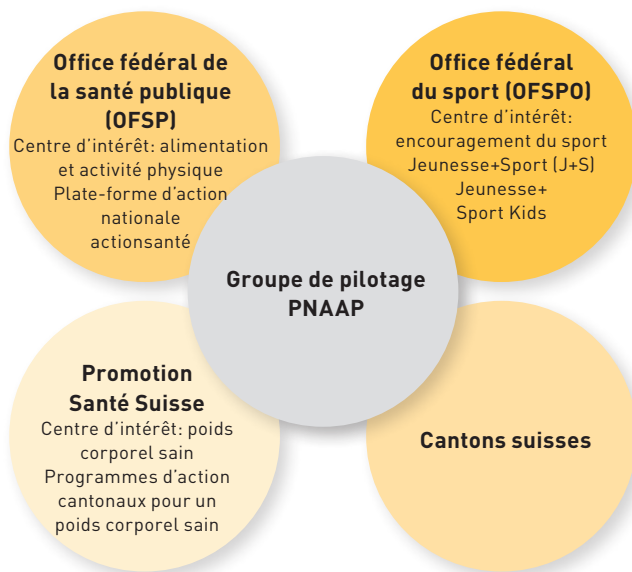 Office fédéral de
la santé publique
(OFSP)
Centre d'intérêt: alimentation
et activité physique
Plate-forme d'action
nationale
actionsanté
Office fédéral
du sport (OFSPO)
Centre d'intérêt:
encouragement du sport
Jeunesse+Sport (J+S)
Jeunesse+
Sport Kids
Groupe de pilotage
PNAAP
Promotion
Santé Suisse
Centre d'intérêt: poids
corporel sain
Programmes d'action
cantonaux pour un
poids corporel sain
Cantons suisses